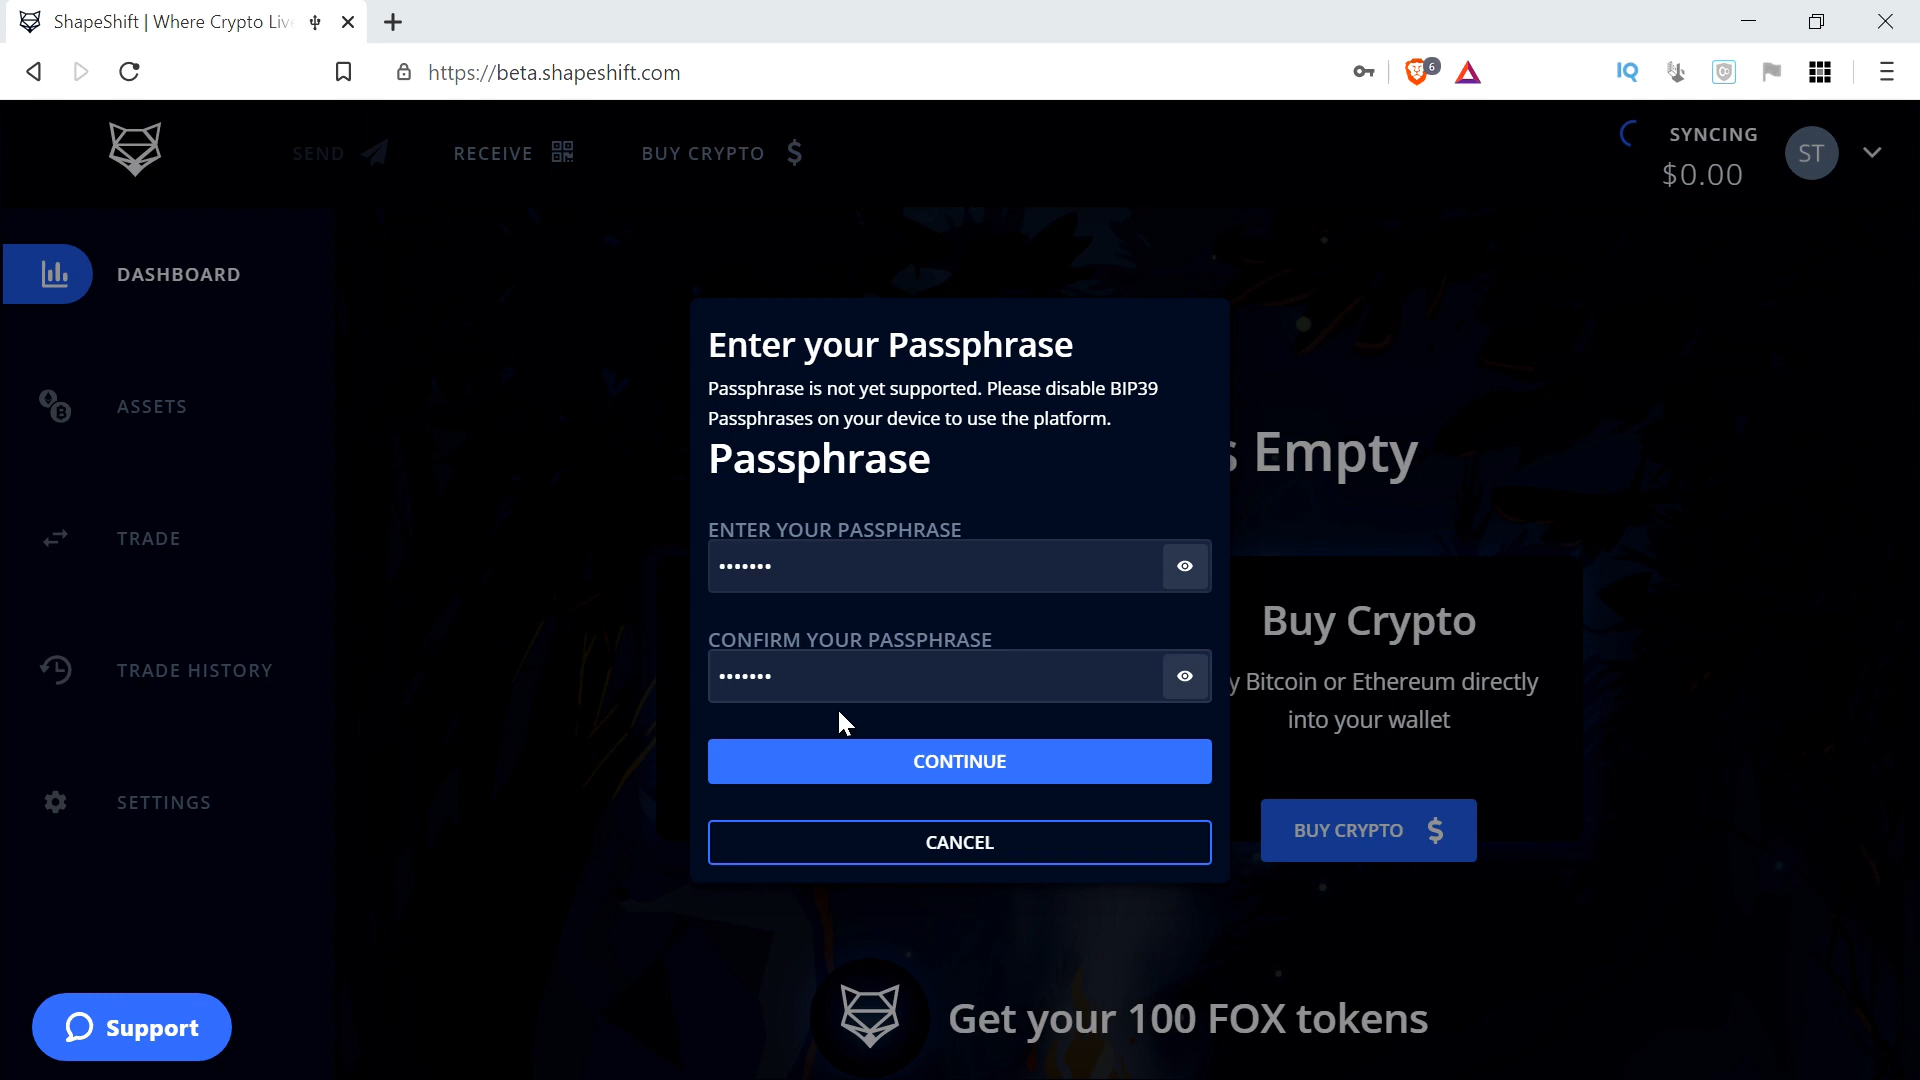 ShapeShift | Where Crypto Liv
https://beta.shapeshift.com
6
IQ
SEND
RECEIVE
BUY CRYPTO
SYNCING
$0.00
ST
DASHBOARD
ASSETS
TRADE
TRADE HISTORY
SETTINGS
Support
Enter your Passphrase
Passphrase is not yet supported. Please disable BIP39
Passphrases on your device to use the platform.
Passphrase
ENTER YOUR PASSPHRASE
•••••••
CONFIRM YOUR PASSPHRASE
•••••••
CONTINUE
CANCEL
s Empty
Buy Crypto
y Bitcoin or Ethereum directly
into your wallet
BUY CRYPTO $
Get your 100 FOX tokens